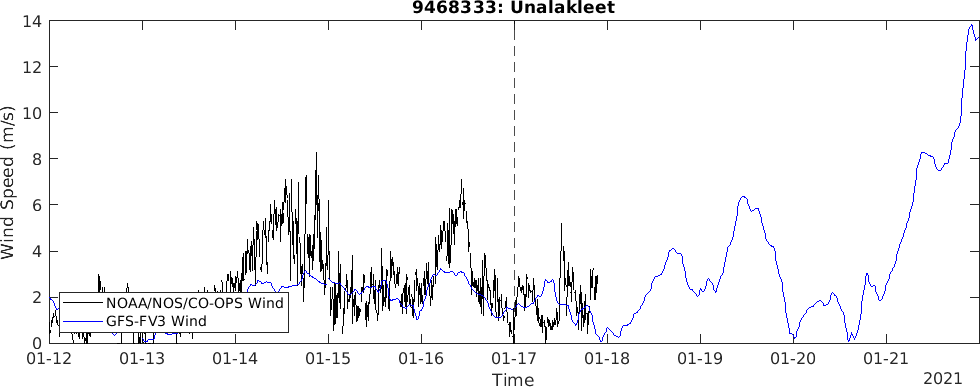 9468333: Unalakleet
Wind Speed (m/s)
14
12
10
8
6
4
2
0
NOAA/NOS/CO-OPS Wind
GFS-FV3 Wind
01-12 01-13 01-14 01-15 01-16 01-17 01-18 01-19 01-20 01-21
Time
2021